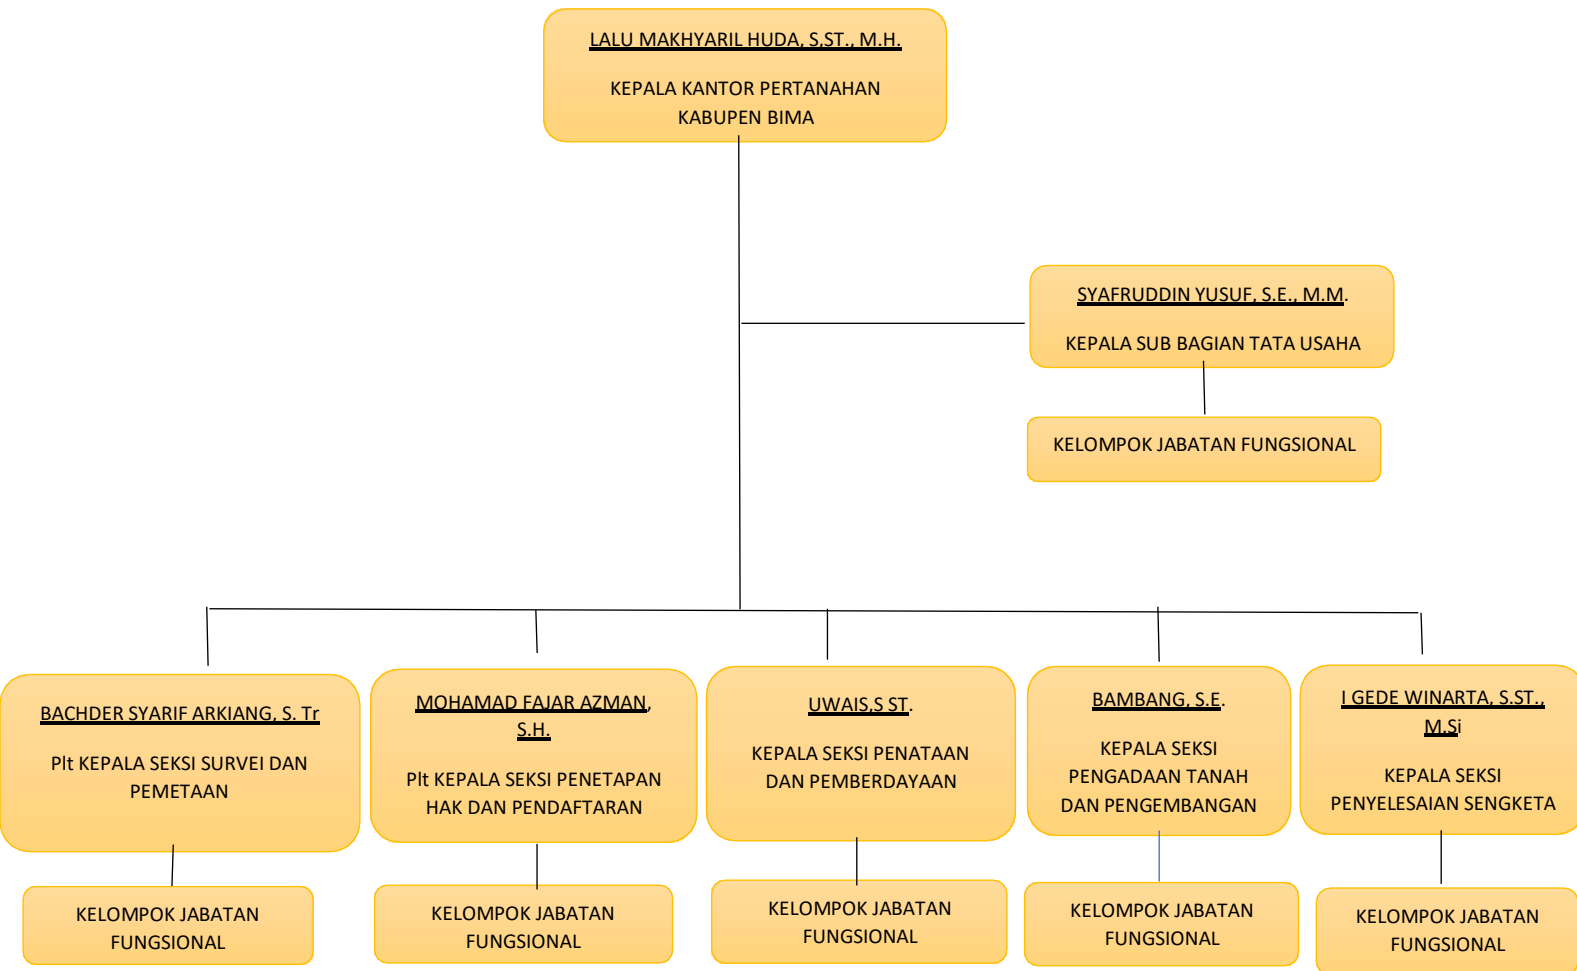 LALU MAKHYARIL HUDA, S,ST., M.H.
KEPALA KANTOR PERTANAHAN
KABUPEN BIMA
SYAFRUDDIN YUSUF, S.E., M.M.
KEPALA SUB BAGIAN TATA USAHA
KELOMPOK JABATAN FUNGSIONAL
BACHDER SYARIF ARKIANG, S. Tr
Plt KEPALA SEKSI SURVEI DAN
PEMETAAN
MOHAMAD FAJAR AZMAN,
S.H.
Plt KEPALA SEKSI PENETAPAN
HAK DAN PENDAFTARAN
UWAIS,S ST.
KEPALA SEKSI PENATAAN
DAN PEMBERDAYAAN
BAMBANG, S.E.
KEPALA SEKSI
PENGADAAN TANAH
DAN PENGEMBANGAN
I GEDE WINARTA, S.ST.,
M.Si
KEPALA SEKSI
PENYELESAIAN SENGKETA
KELOMPOK JABATAN
FUNGSIONAL
KELOMPOK JABATAN
FUNGSIONAL
KELOMPOK JABATAN
FUNGSIONAL
KELOMPOK JABATAN
FUNGSIONAL
KELOMPOK JABATAN
FUNGSIONAL